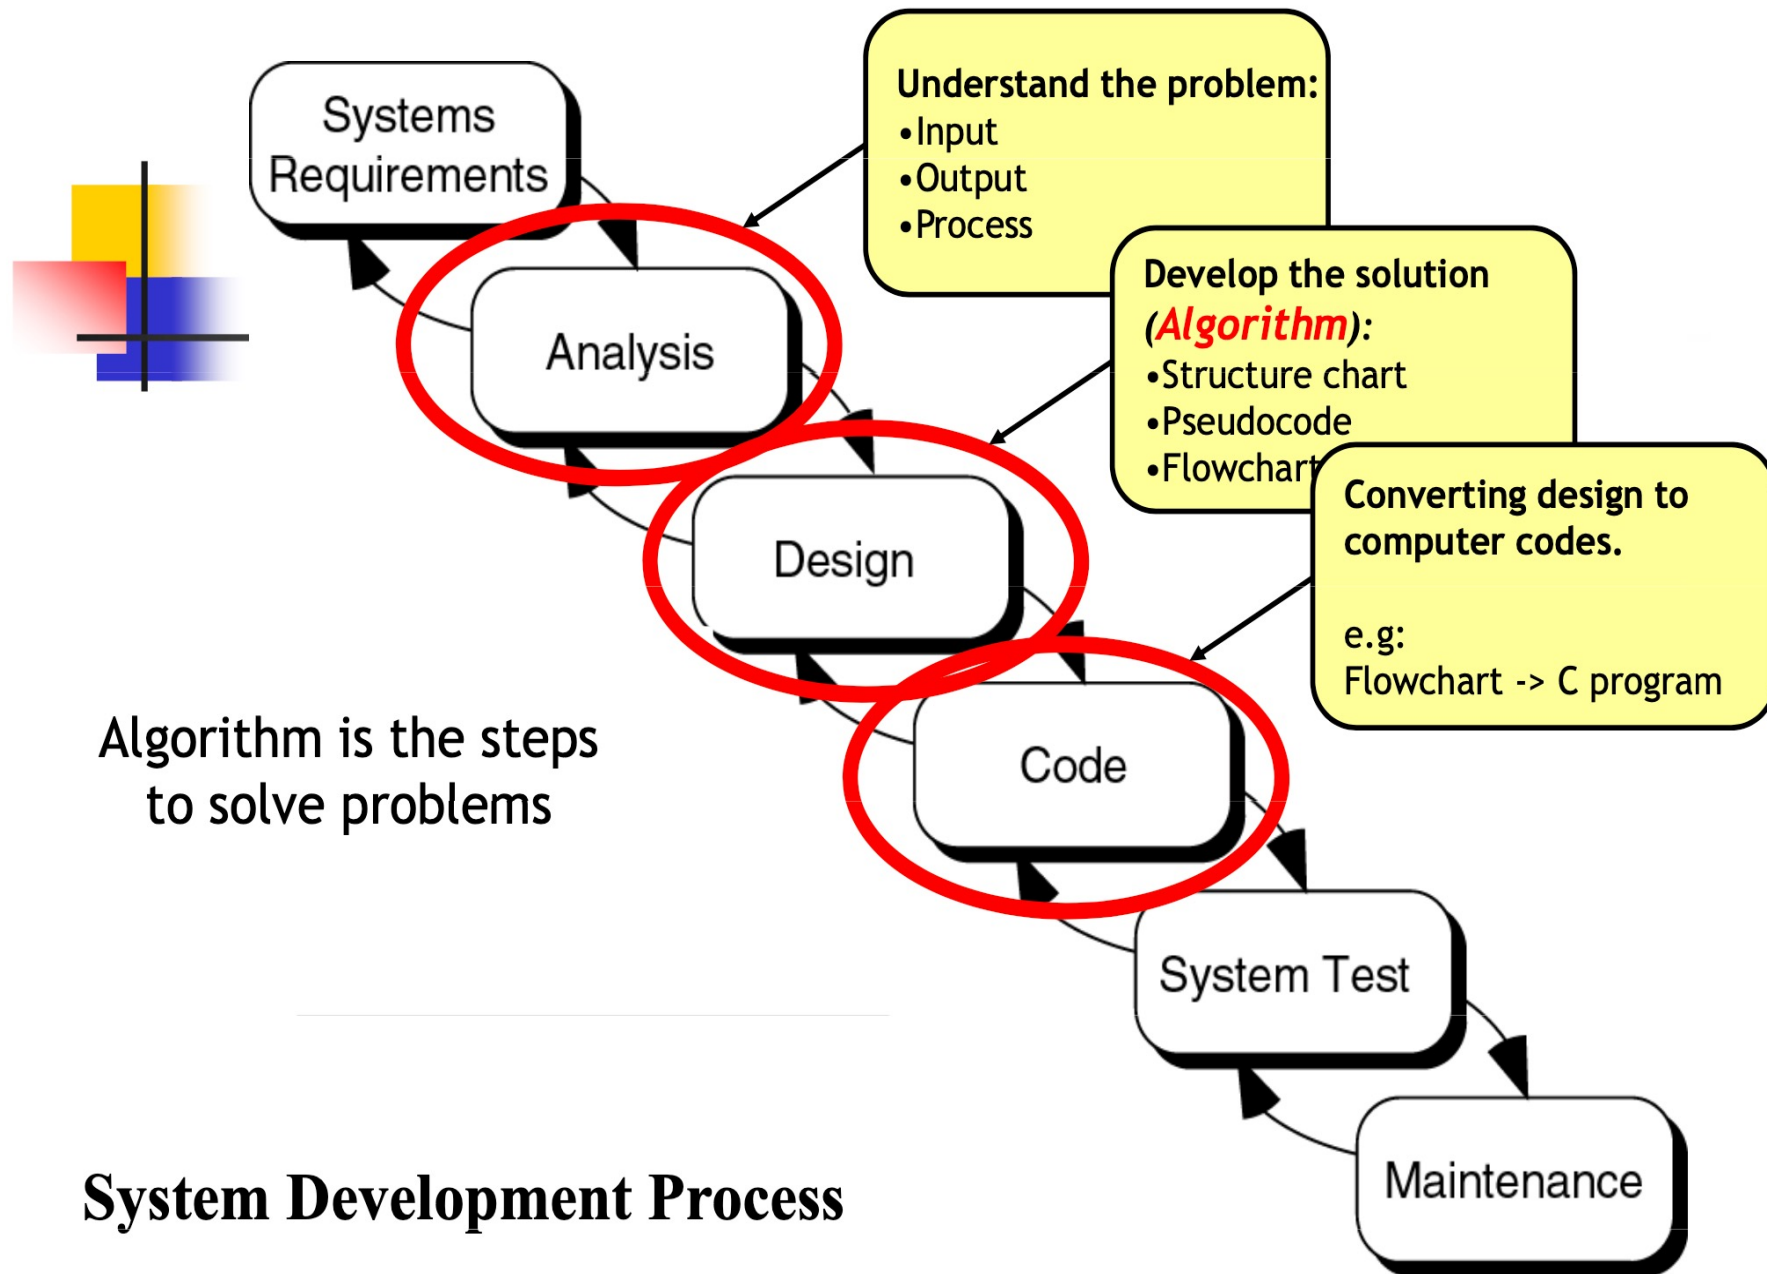 Systems
Requirements
Understand the problem:
•Input
•Output
•Process
Analysis
Develop the solution
(Algorithm):
•Structure chart
•Pseudocode
•Flowchart
Design
Converting design to
computer codes.
e.g:
Flowchart -> C program
Code
Algorithm is the steps
to solve problems
System Test
Maintenance
System Development Process